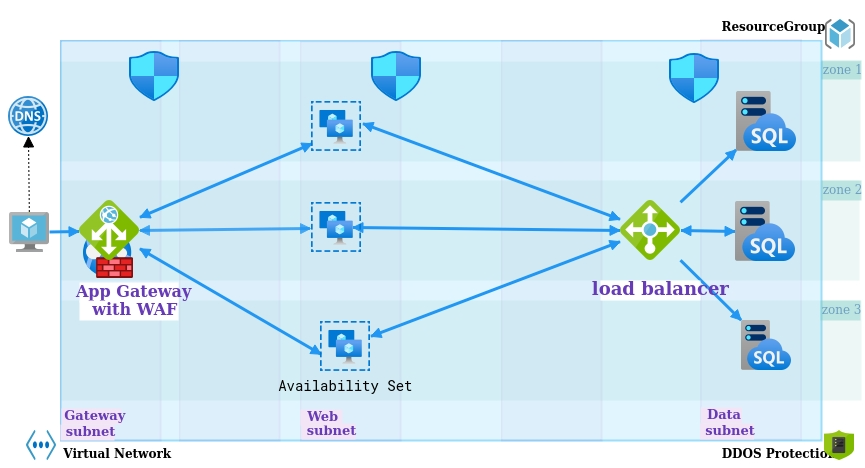 ResourceGroup
zone 1
DNS
SQL
zone 2
SQL
App Gateway
with WAF
load balancer
zone 3
SQL
Availability Set
Gateway
subnet
Web
subnet
Data
subnet
Virtual Network
DDOS Protection